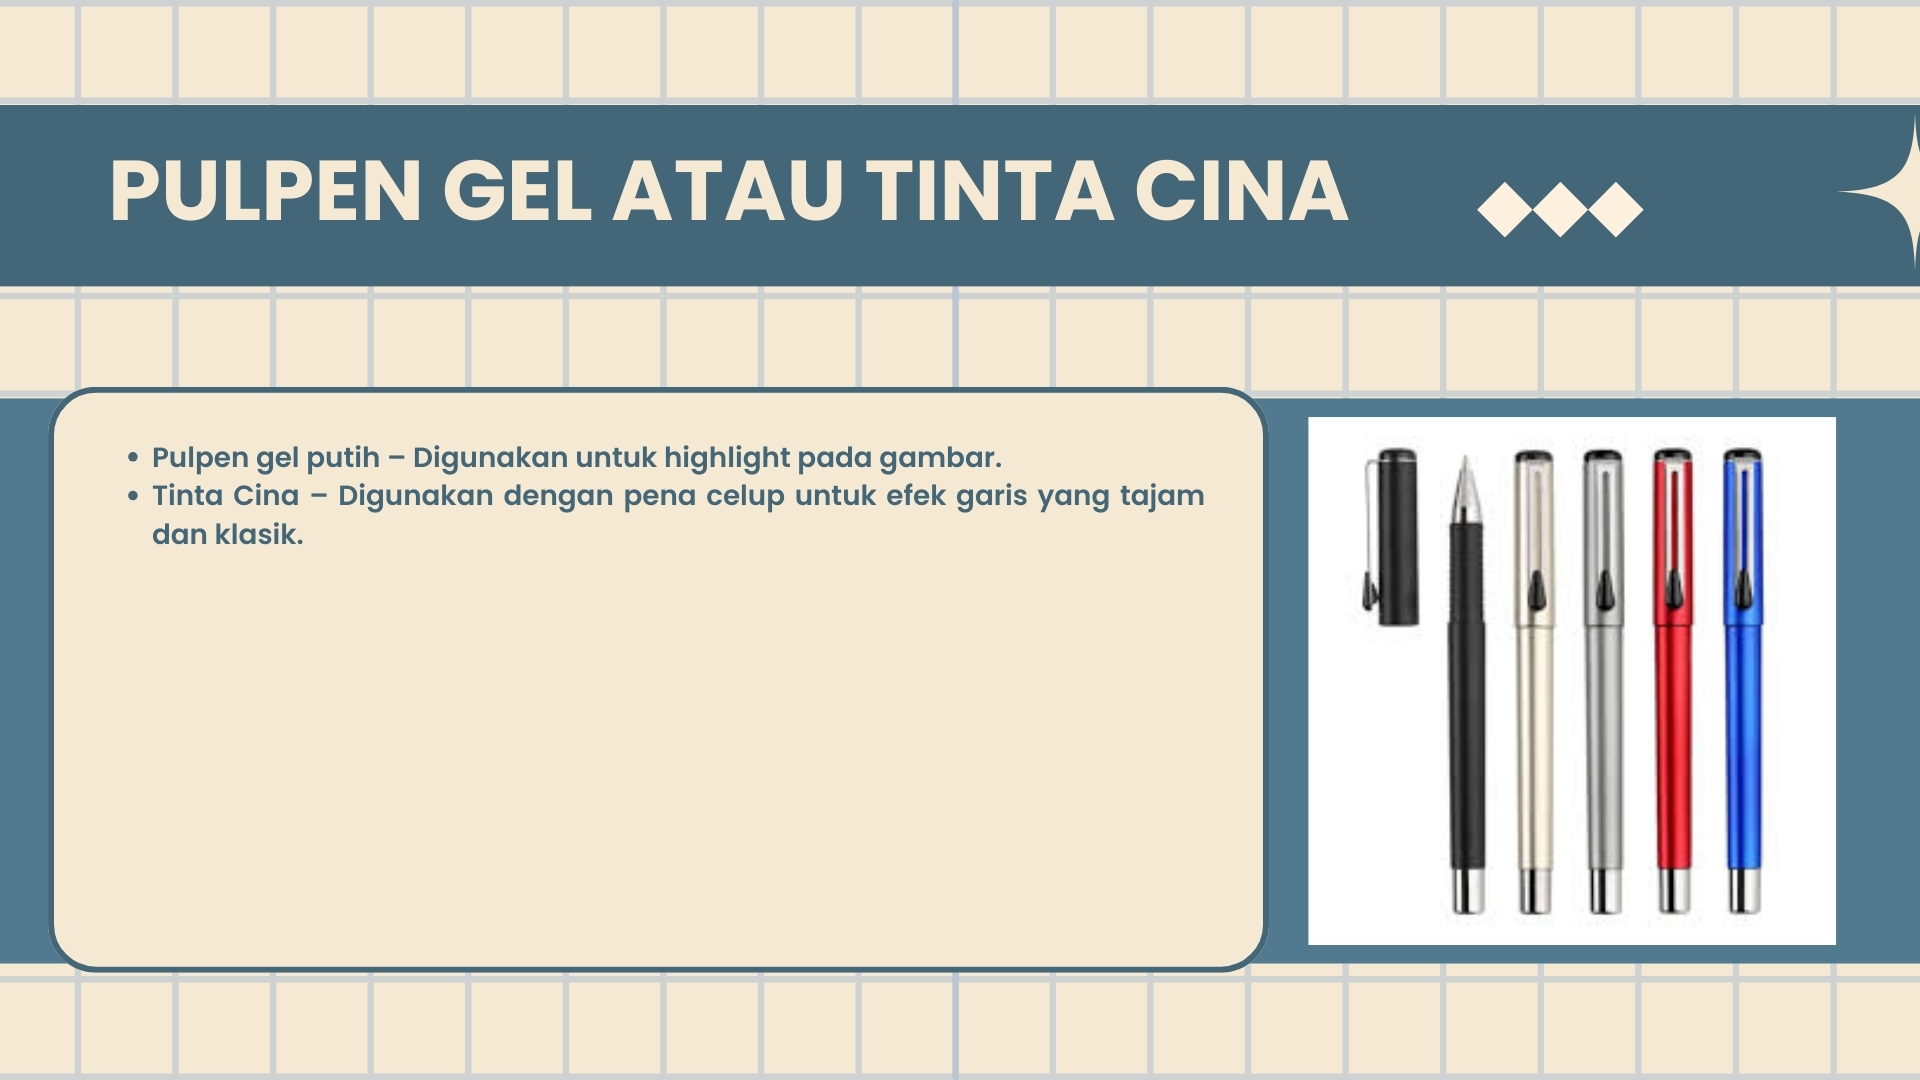 PULPEN GEL ATAU TINTA CINA
• Pulpen gel putih – Digunakan untuk highlight pada gambar.
• Tinta Cina – Digunakan dengan pena celup untuk efek garis yang tajam
dan klasik.